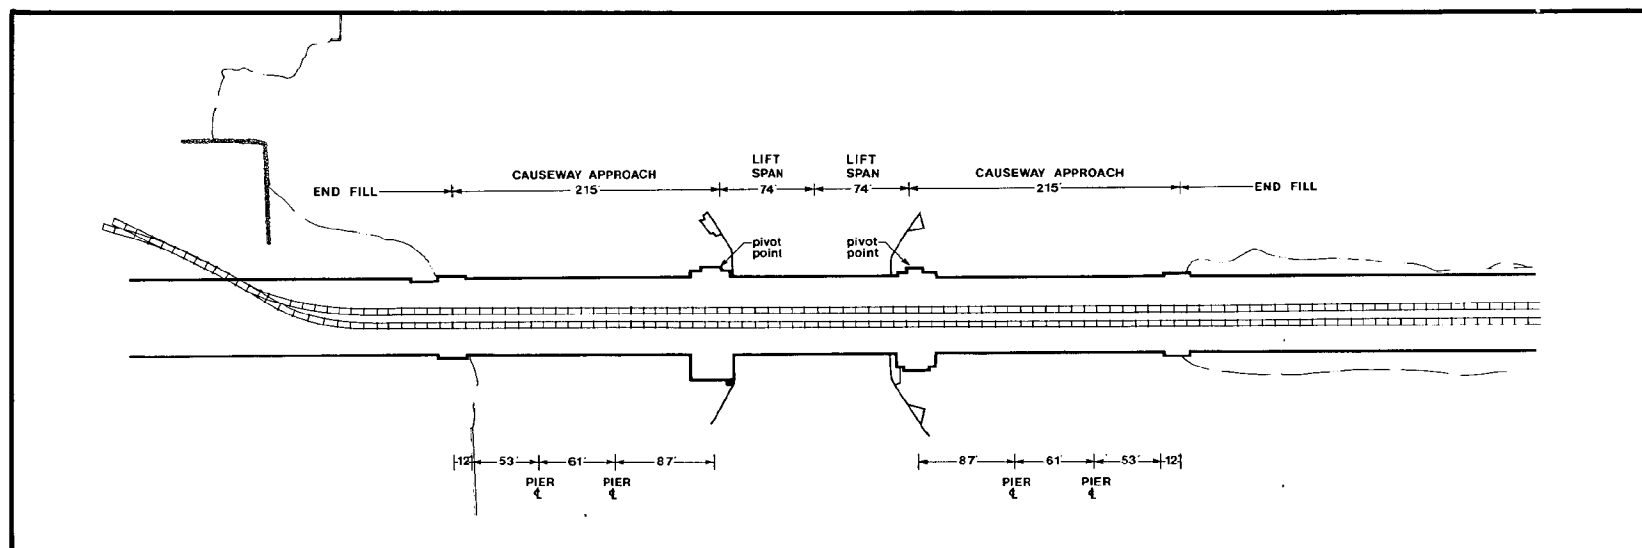 END FILL
CAUSEWAY APPROACH
215'
LIFT
SPAN
74'
LIFT
SPAN
74'
CAUSEWAY APPROACH
215'
END FILL
pivot
point
pivot
point
12'
53'
61'
87'
PIER
℄
PIER
℄
87'
61'
53'
12'
PIER
℄
PIER
℄